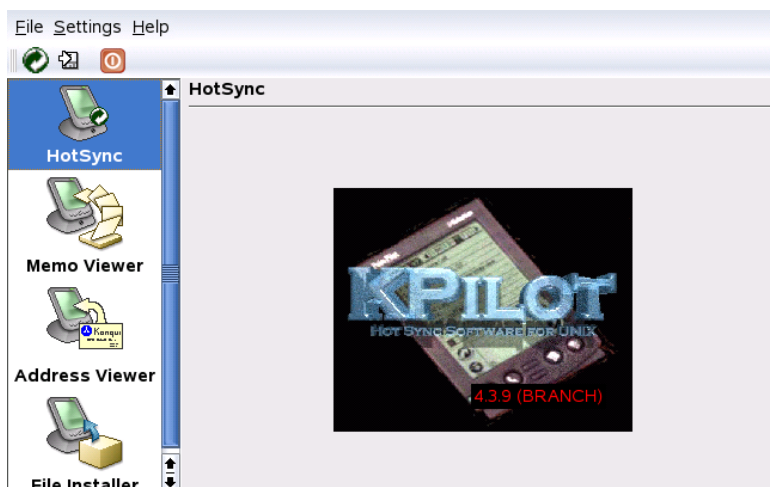 File Settings Help
HotSync
HotSync
Memo Viewer
Konqui
Address Viewer
File Installer
KPILOT
HOT SYNC SOFTWARE FOR UNIX
4.3.9 (BRANCH)